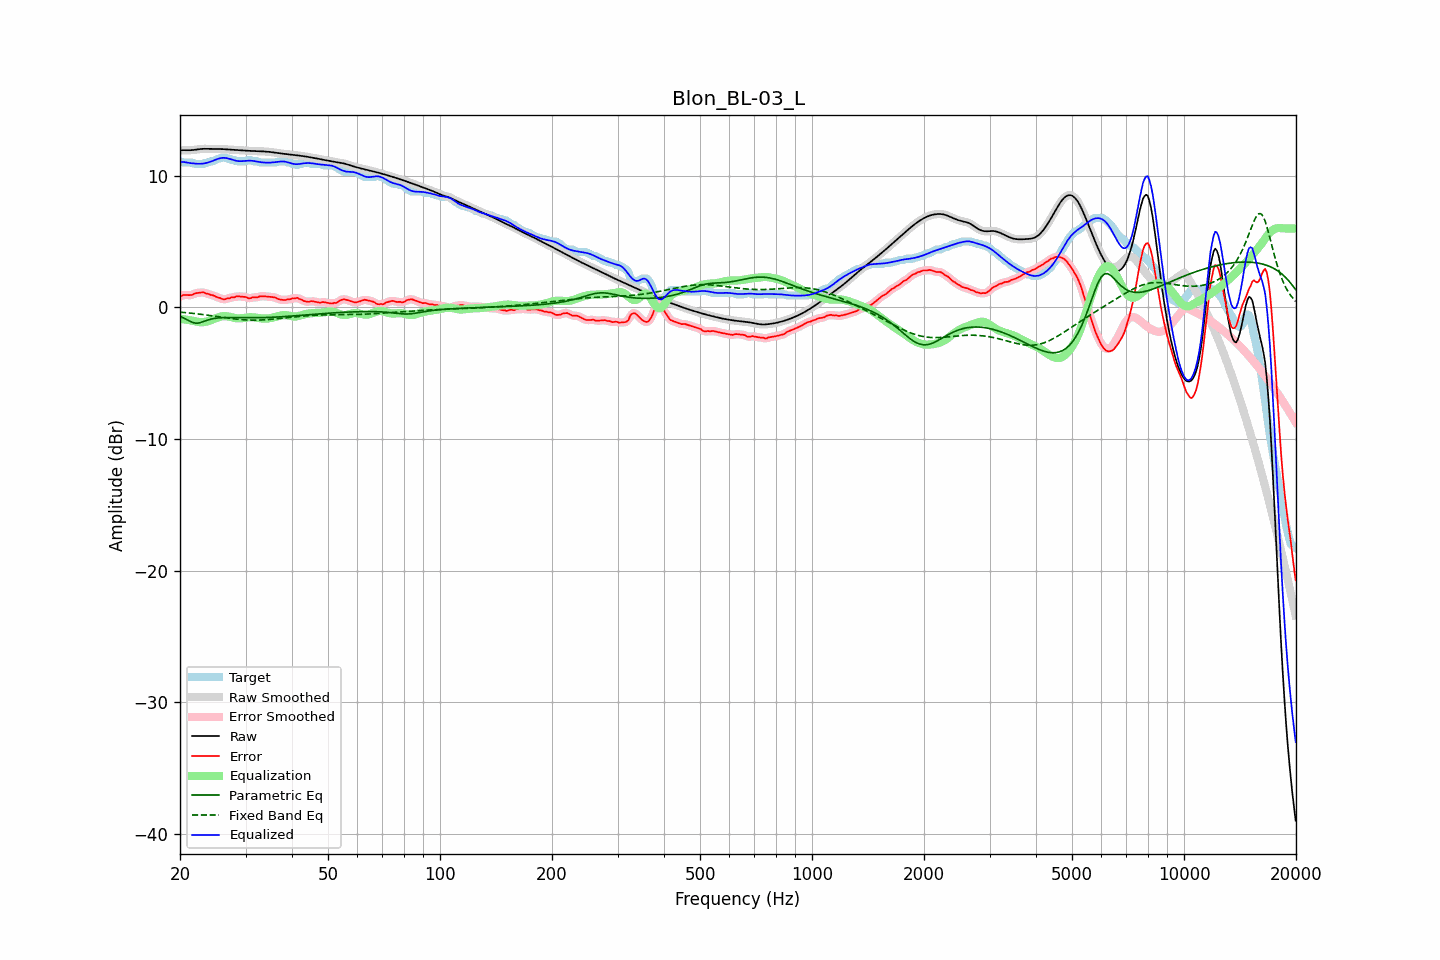 Blon_BL-03_L
Amplitude (dBr)
10
0
−10
−20
−30
−40
Target
Raw Smoothed
Error Smoothed
Raw
Error
Equalization
Parametric Eq
Fixed Band Eq
Equalized
20
50
100
200
500
1000
2000
5000
10000
20000
Frequency (Hz)